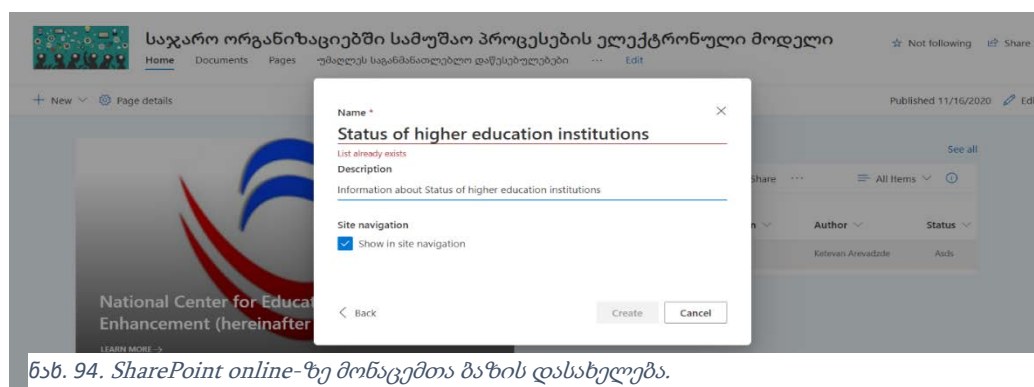 საჯარო ორგანიზაციებში სამუშაო პროცესების ელექტრონული მოდელი
☆ Not following Share
Home Documents Pages უმაღლეს საგანმანათლებლო დაწესებულებები ··· Edit
+ New Page details
Published 11/16/2020 Edi
Name *
Status of higher education institutions
List already exists
See all
Description
Information about Status of higher education institutions
Share ··· All Items
Site navigation
n Author Status
Show in site navigation
Ketevan Arevadzde Asds
National Center for Educat
Enhancement (hereinafter
< Back Create Cancel
LEARN MORE →
ნახ. 94. SharePoint online-ზე მონაცემთა ბაზის დასახელება.